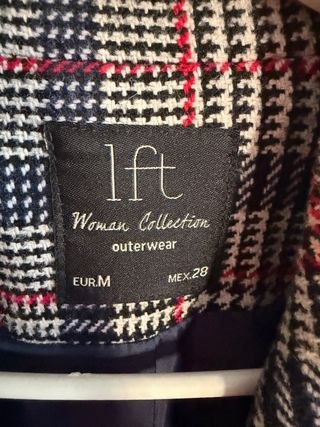 lft
Woman Collection
outerwear
EUR.M MEX.28